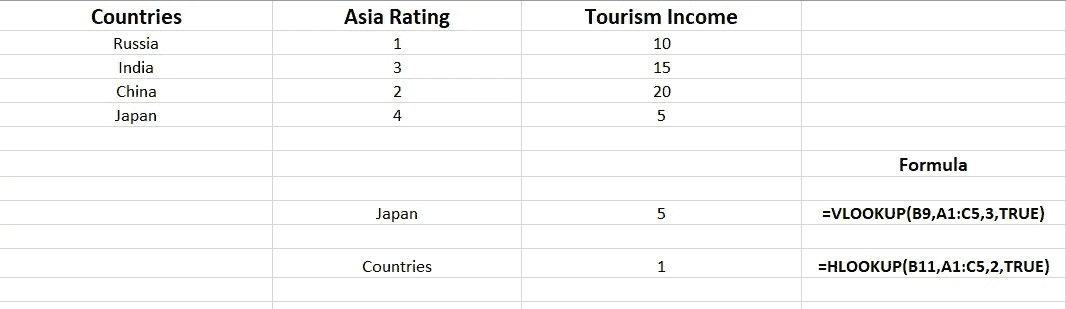 Countries Asia Rating Tourism Income
Russia 1 10
India 3 15
China 2 20
Japan 4 5
Formula
Japan 5 =VLOOKUP(B9,A1:C5,3,TRUE)
Countries 1 =HLOOKUP(B11,A1:C5,2,TRUE)